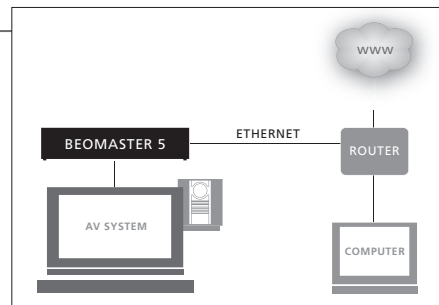 www
ETHERNET
BEOMASTER 5
ROUTER
AV SYSTEM
COMPUTER